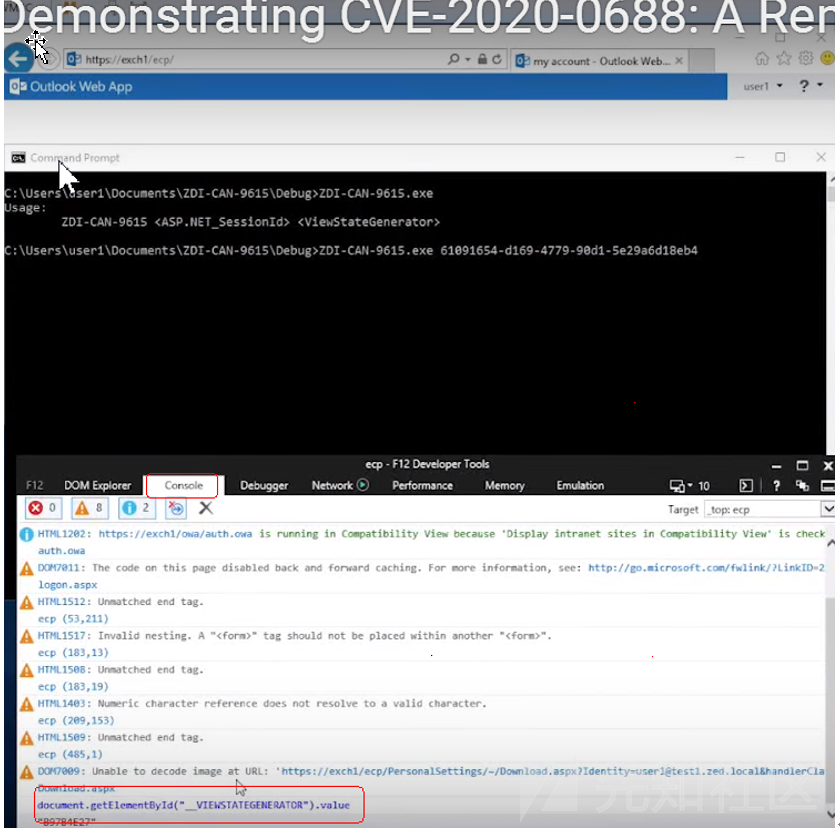 Demonstrating CVE-2020-0688: A Rem
https://exch1/ecp/
my account - Outlook Web...
Outlook Web App
user1
?
Command Prompt
C:\Users\user1\Documents\ZDI-CAN-9615\Debug>ZDI-CAN-9615.exe
Usage:
ZDI-CAN-9615 <ASP.NET_SessionId> <ViewStateGenerator>
C:\Users\user1\Documents\ZDI-CAN-9615\Debug>ZDI-CAN-9615.exe 61091654-d169-4779-90d1-5e29a6d18eb4
ecp - F12 Developer Tools
F12 DOM Explorer Console Debugger Network Performance Memory Emulation 10 ?
0 8 2 Target _top: ecp
HTML1202: https://exch1/owa/auth.owa is running in Compatibility View because 'Display intranet sites in Compatibility View' is check
auth.owa
DOM7011: The code on this page disabled back and forward caching. For more information, see: http://go.microsoft.com/fwlink/?LinkID=2
logon.aspx
HTML1512: Unmatched end tag.
ecp (53,211)
HTML1517: Invalid nesting. A "<form>" tag should not be placed within another "<form>".
ecp (183,13)
HTML1508: Unmatched end tag.
ecp (183,19)
HTML1403: Numeric character reference does not resolve to a valid character.
ecp (209,153)
HTML1509: Unmatched end tag.
ecp (485,1)
DOM7009: Unable to decode image at URL: 'https://exch1/ecp/PersonalSettings/~/Download.aspx?Identity=user1@test1.zed.local&handlerCla
Download.aspx
document.getElementById("__VIEWSTATEGENERATOR").value
"B97B4E27"
先知社区